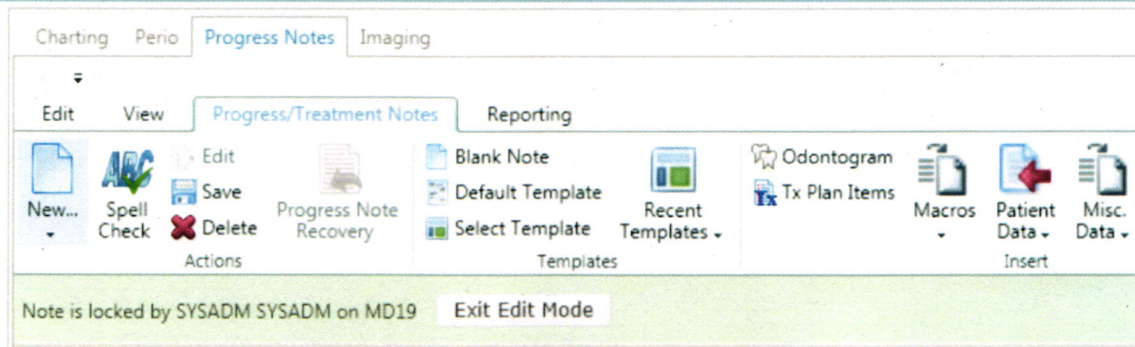 Charting Perio Progress Notes Imaging
Edit View Progress/Treatment Notes Reporting
New...
ABC
Spell
Check
Edit
Save
Delete
Progress Note
Recovery
Actions
Blank Note
Default Template
Select Template
Recent
Templates
Templates
Odontogram
Tx Tx Plan Items
Macros
Patient
Data
Misc.
Data
Insert
Note is locked by SYSADM SYSADM on MD19 Exit Edit Mode